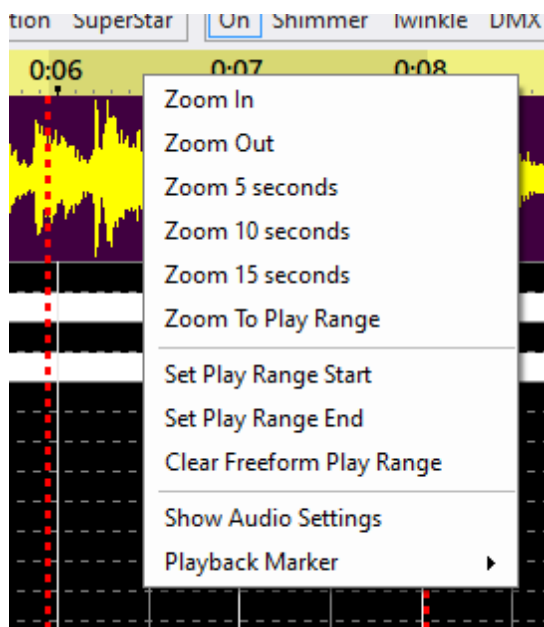 tion SuperStar On Shimmer Twinkle DMX
0:06 0:07 0:08
Zoom In
Zoom Out
Zoom 5 seconds
Zoom 10 seconds
Zoom 15 seconds
Zoom To Play Range
Set Play Range Start
Set Play Range End
Clear Freeform Play Range
Show Audio Settings
Playback Marker